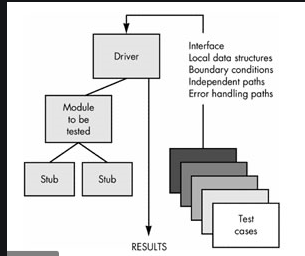 Driver
Interface
Local data structures
Boundary conditions
Independent paths
Error handling paths
Module
to be
tested
Stub
Stub
Test
cases
RESULTS